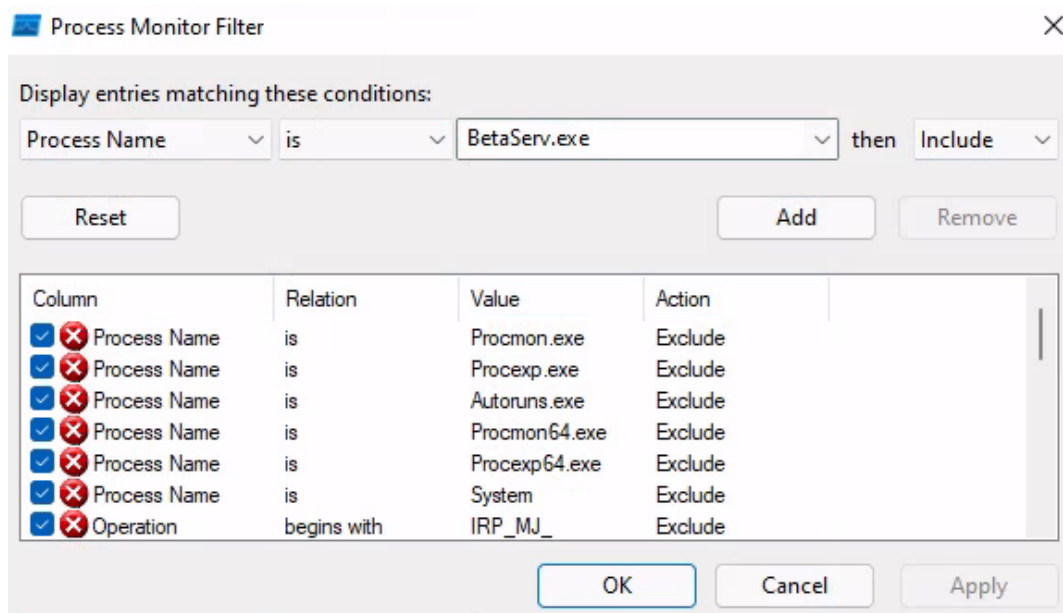 Process Monitor Filter
Display entries matching these conditions:
Process Name is BetaServ.exe then Include
Reset Add Remove
Column Relation Value Action
Process Name is Procmon.exe Exclude
Process Name is Procexp.exe Exclude
Process Name is Autoruns.exe Exclude
Process Name is Procmon64.exe Exclude
Process Name is Procexp64.exe Exclude
Process Name is System Exclude
Operation begins with IRP_MJ_ Exclude
OK Cancel Apply